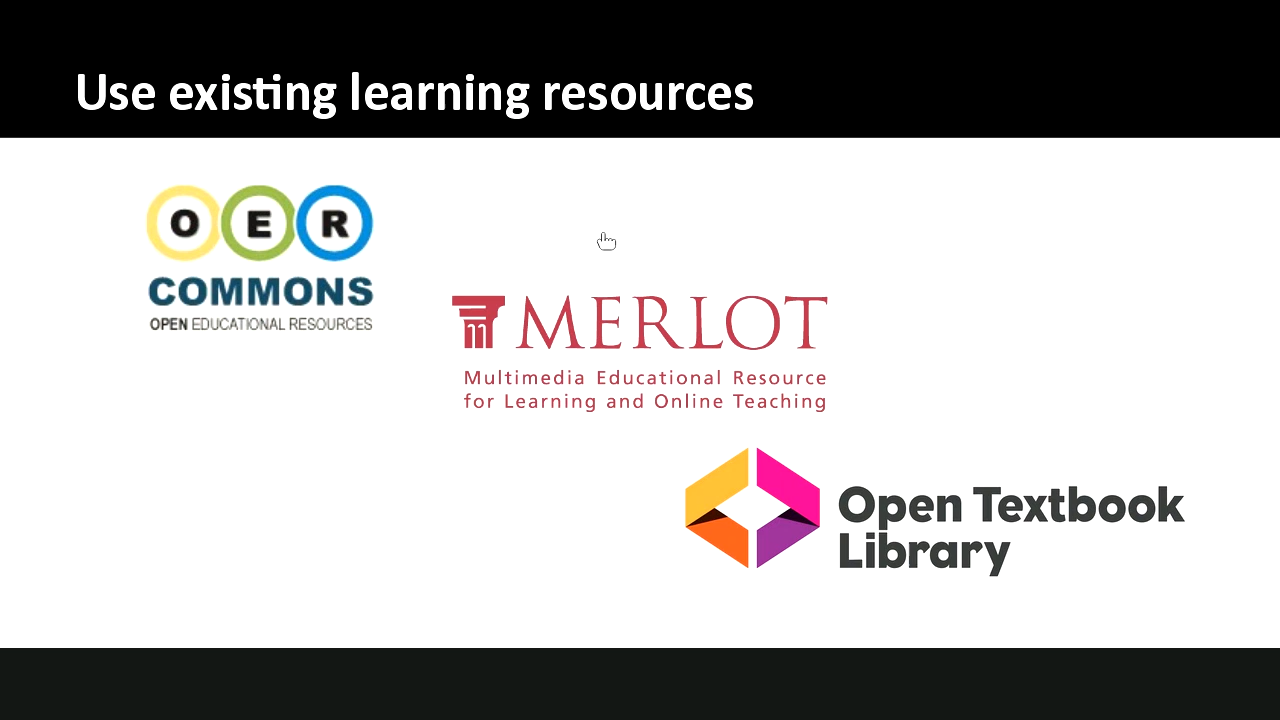 Use existing learning resources
O E R
COMMONS
OPEN EDUCATIONAL RESOURCES
MERLOT
Multimedia Educational Resource
for Learning and Online Teaching
Open Textbook
Library